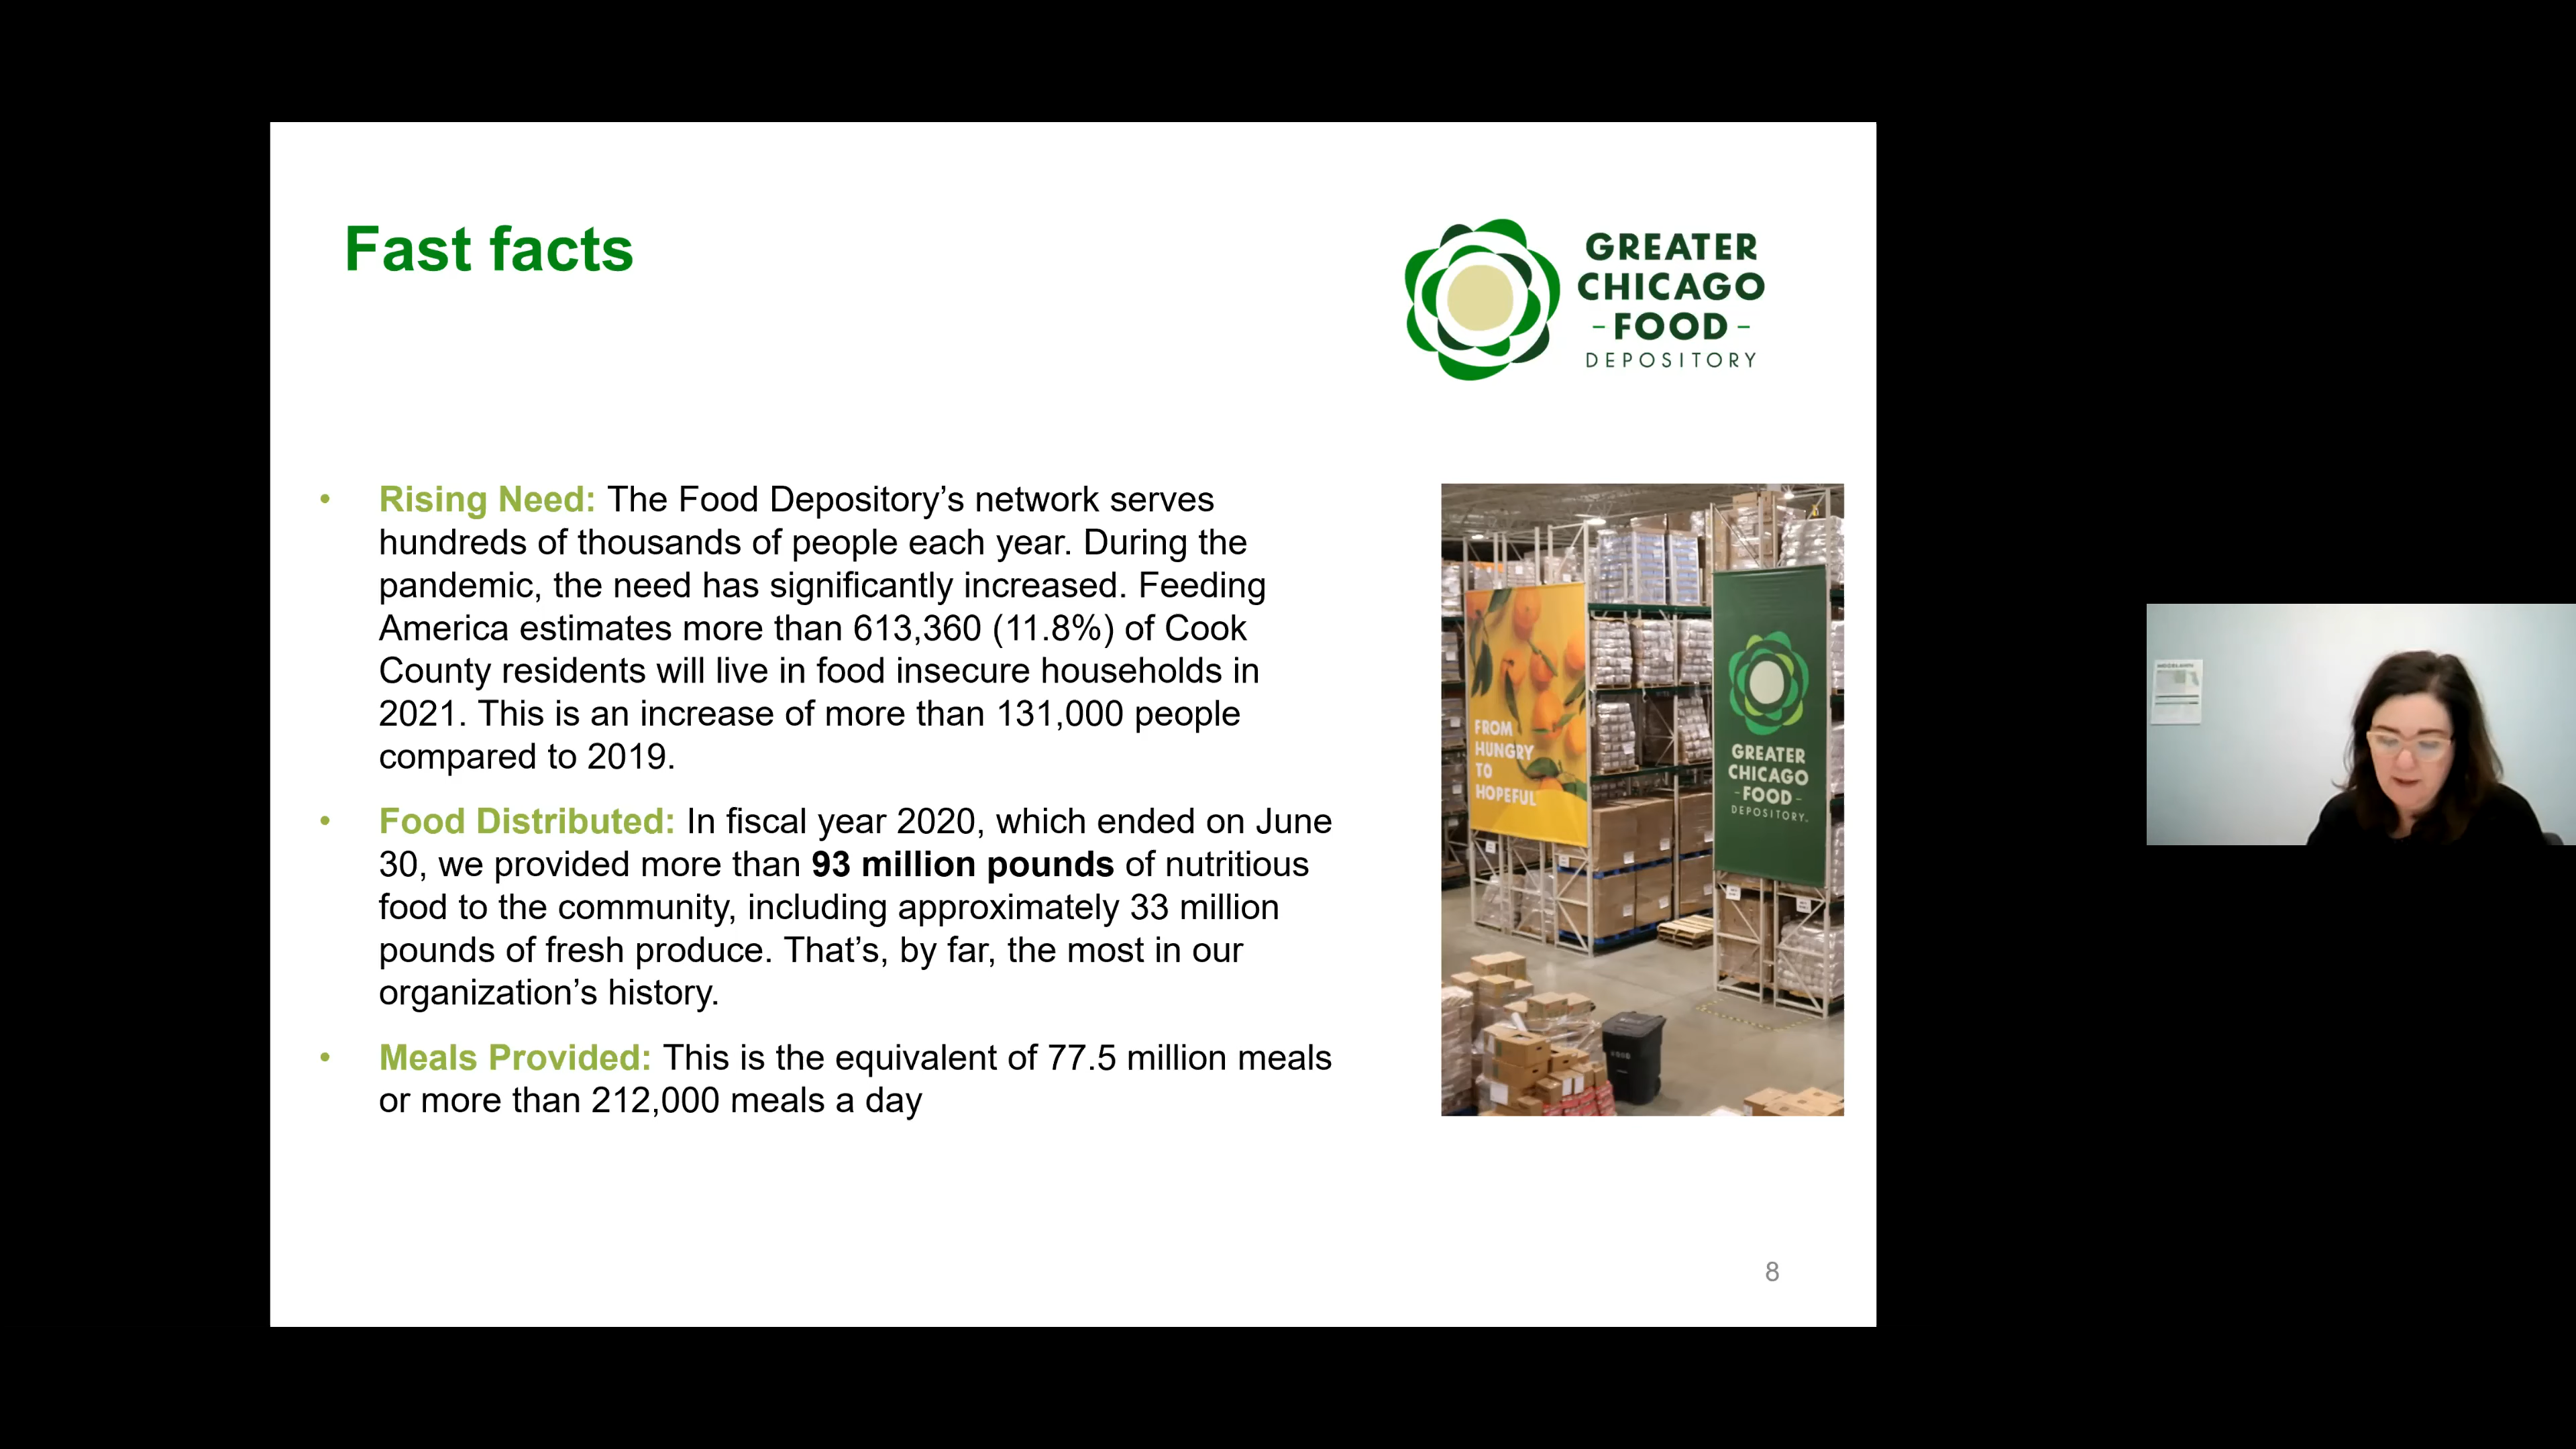 Fast facts
GREATER
CHICAGO
-FOOD-
DEPOSITORY
• Rising Need: The Food Depository’s network serves
hundreds of thousands of people each year. During the
pandemic, the need has significantly increased. Feeding
America estimates more than 613,360 (11.8%) of Cook
County residents will live in food insecure households in
2021. This is an increase of more than 131,000 people
compared to 2019.
• Food Distributed: In fiscal year 2020, which ended on June
30, we provided more than 93 million pounds of nutritious
food to the community, including approximately 33 million
pounds of fresh produce. That’s, by far, the most in our
organization’s history.
• Meals Provided: This is the equivalent of 77.5 million meals
or more than 212,000 meals a day
FROM
HUNGRY
TO
HOPEFUL
GREATER
CHICAGO
-FOOD-
DEPOSITORY
8